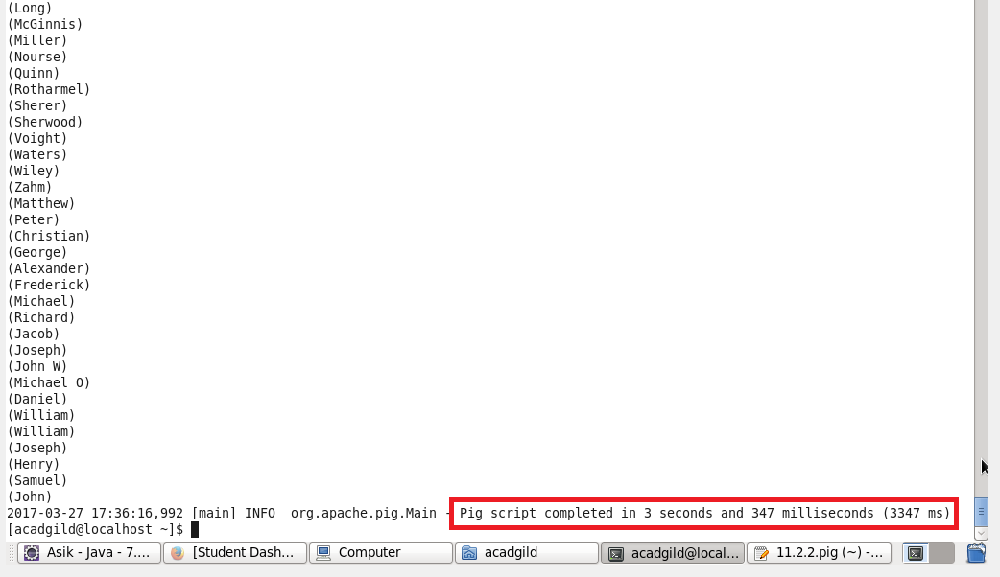 (Long)
(McGinnis)
(Miller)
(Nourse)
(Quinn)
(Rotharmel)
(Sherer)
(Sherwood)
(Voight)
(Waters)
(Wiley)
(Zahm)
(Matthew)
(Peter)
(Christian)
(George)
(Alexander)
(Frederick)
(Michael)
(Richard)
(Jacob)
(Joseph)
(John W)
(Michael O)
(Daniel)
(William)
(William)
(Joseph)
(Henry)
(Samuel)
(John)
2017-03-27 17:36:16,992 [main] INFO  org.apache.pig.Main - Pig script completed in 3 seconds and 347 milliseconds (3347 ms)
[acadgild@localhost ~]$
Asik - Java - 7.... [Student Dash... Computer acadgild acadgild@local... 11.2.2.pig (~) -...